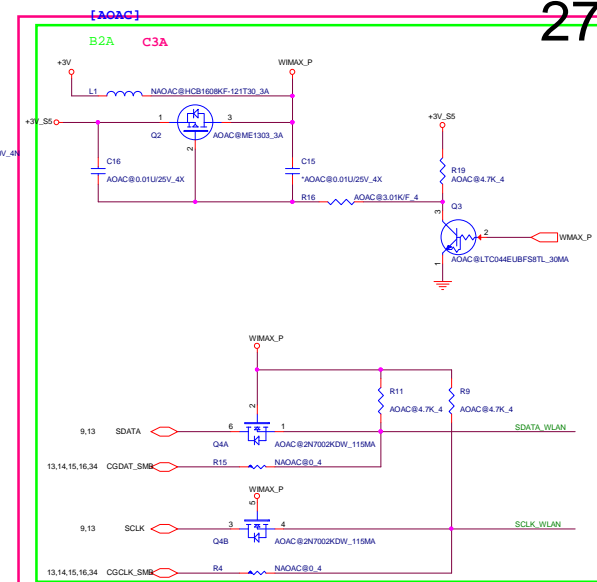 27
[AOAC]
B2A C3A
+3V
WIMAX_P
L1 NAOAC@HCB1608KF-121T30_3A
+3V_S5
1
3
Q2
AOAC@ME1303_3A
2
+3V_S5
0V_4N
C16
AOAC@0.01U/25V_4X
C15
*AOAC@0.01U/25V_4X
R16 AOAC@3.01K/F_4
R19
AOAC@4.7K_4
3
Q3
2
WMAX_P
AOAC@LTC044EUBFS8TL_30MA
1
WIMAX_P
2
R11
AOAC@4.7K_4
R9
AOAC@4.7K_4
9,13 SDATA
6
1
SDATA_WLAN
Q4A
AOAC@2N7002KDW_115MA
13,14,15,16,34 CGDAT_SMB
R15
NAOAC@0_4
WIMAX_P
5
9,13 SCLK
3
4
SCLK_WLAN
Q4B
AOAC@2N7002KDW_115MA
13,14,15,16,34 CGCLK_SMB
R4
NAOAC@0_4